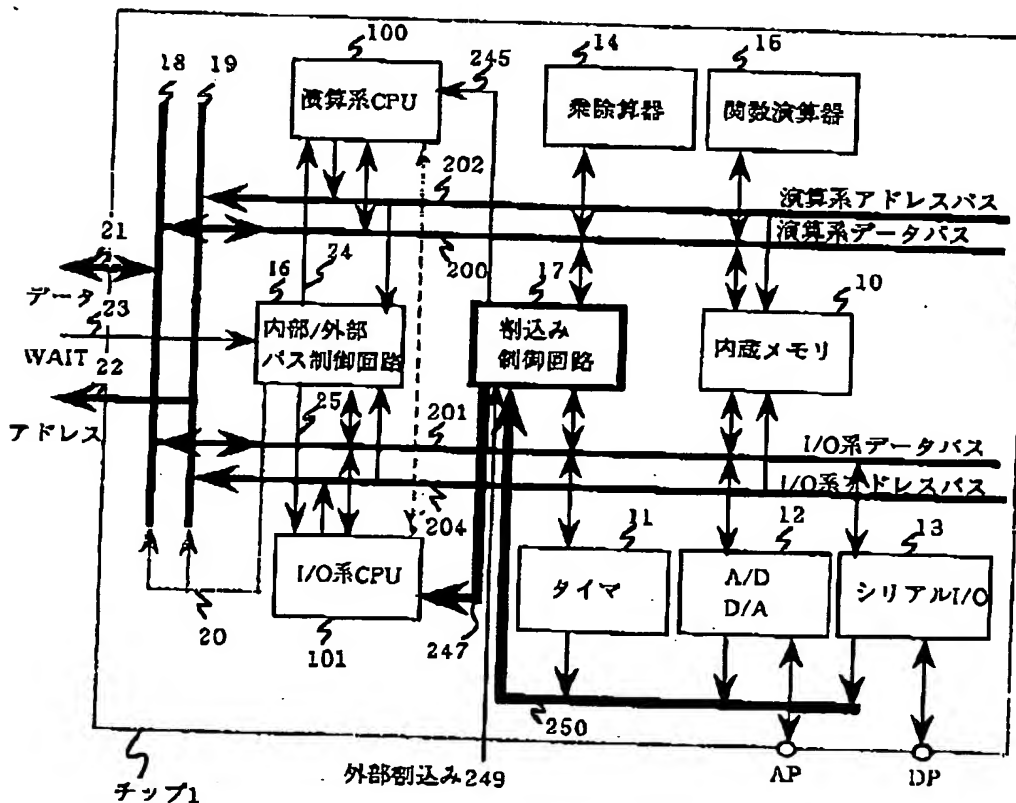 100
14
15
18
19
245
演算系CPU
乗除算器
関数演算器
202
演算系アドレスバス
演算系データバス
21
24
200
データ
23
16
17
10
WAIT
内部/外部
バス制御回路
割込み
制御回路
内蔵メモリ
22
アドレス
25
201
I/O系データバス
I/O系アドレスバス
204
11
12
13
I/O系CPU
タイマ
A/D
D/A
シリアルI/O
20
101
247
250
外部割込み249
AP
DP
チップ1